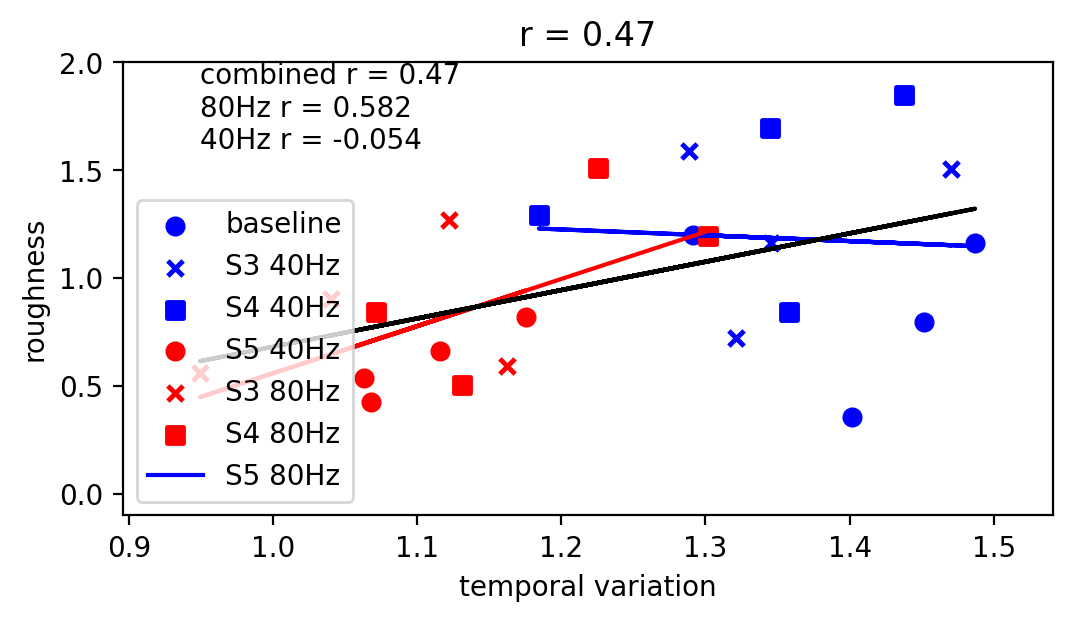 r = 0.47
combined r = 0.47
80Hz r = 0.582
40Hz r = -0.054
2.0
1.5
1.0
0.5
0.0
roughness
baseline
S3 40Hz
S4 40Hz
S5 40Hz
S3 80Hz
S4 80Hz
S5 80Hz
0.9 1.0 1.1 1.2 1.3 1.4 1.5
temporal variation